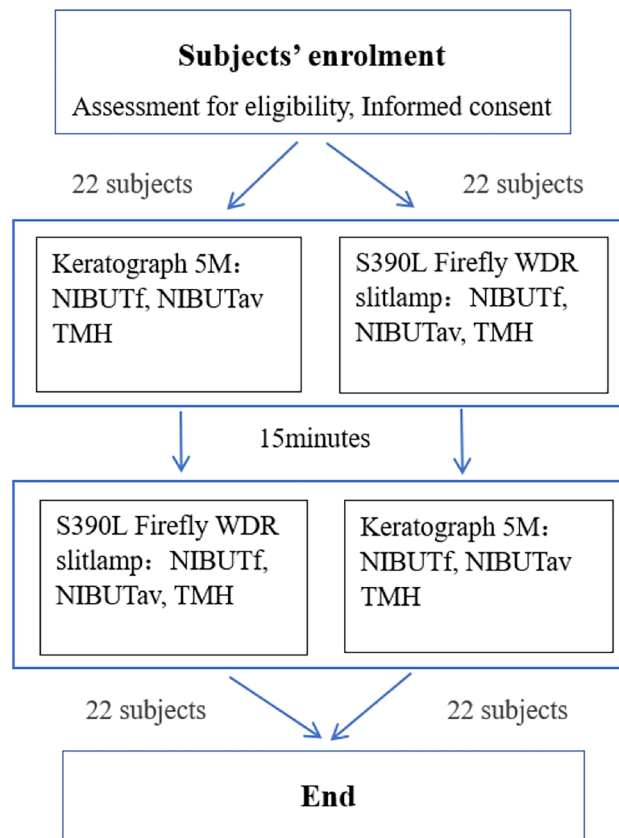 Subjects’ enrolment
Assessment for eligibility, Informed consent
22 subjects
22 subjects
Keratograph 5M：
NIBUTf, NIBUTav
TMH
S390L Firefly WDR
slitlamp： NIBUTf,
NIBUTav, TMH
15minutes
S390L Firefly WDR
slitlamp： NIBUTf,
NIBUTav, TMH
Keratograph 5M：
NIBUTf, NIBUTav
TMH
22 subjects
22 subjects
End